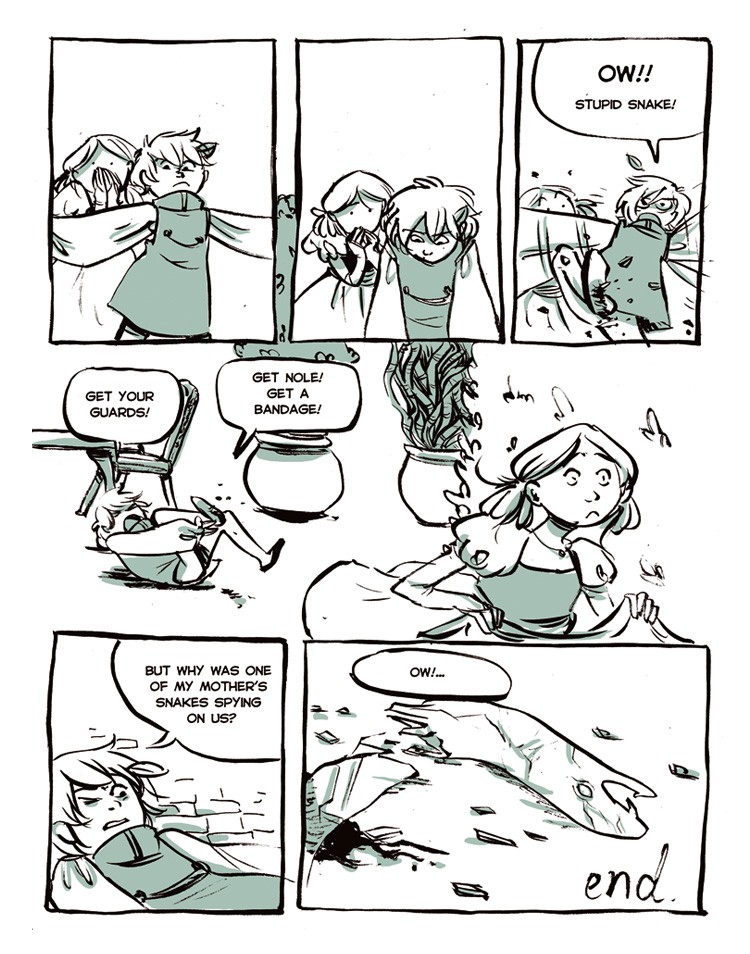 OW!!
STUPID SNAKE!
GET YOUR
GUARDS!
GET NOLE!
GET A
BANDAGE!
BUT WHY WAS ONE
OF MY MOTHER'S
SNAKES SPYING
ON US?
OW!...
end.